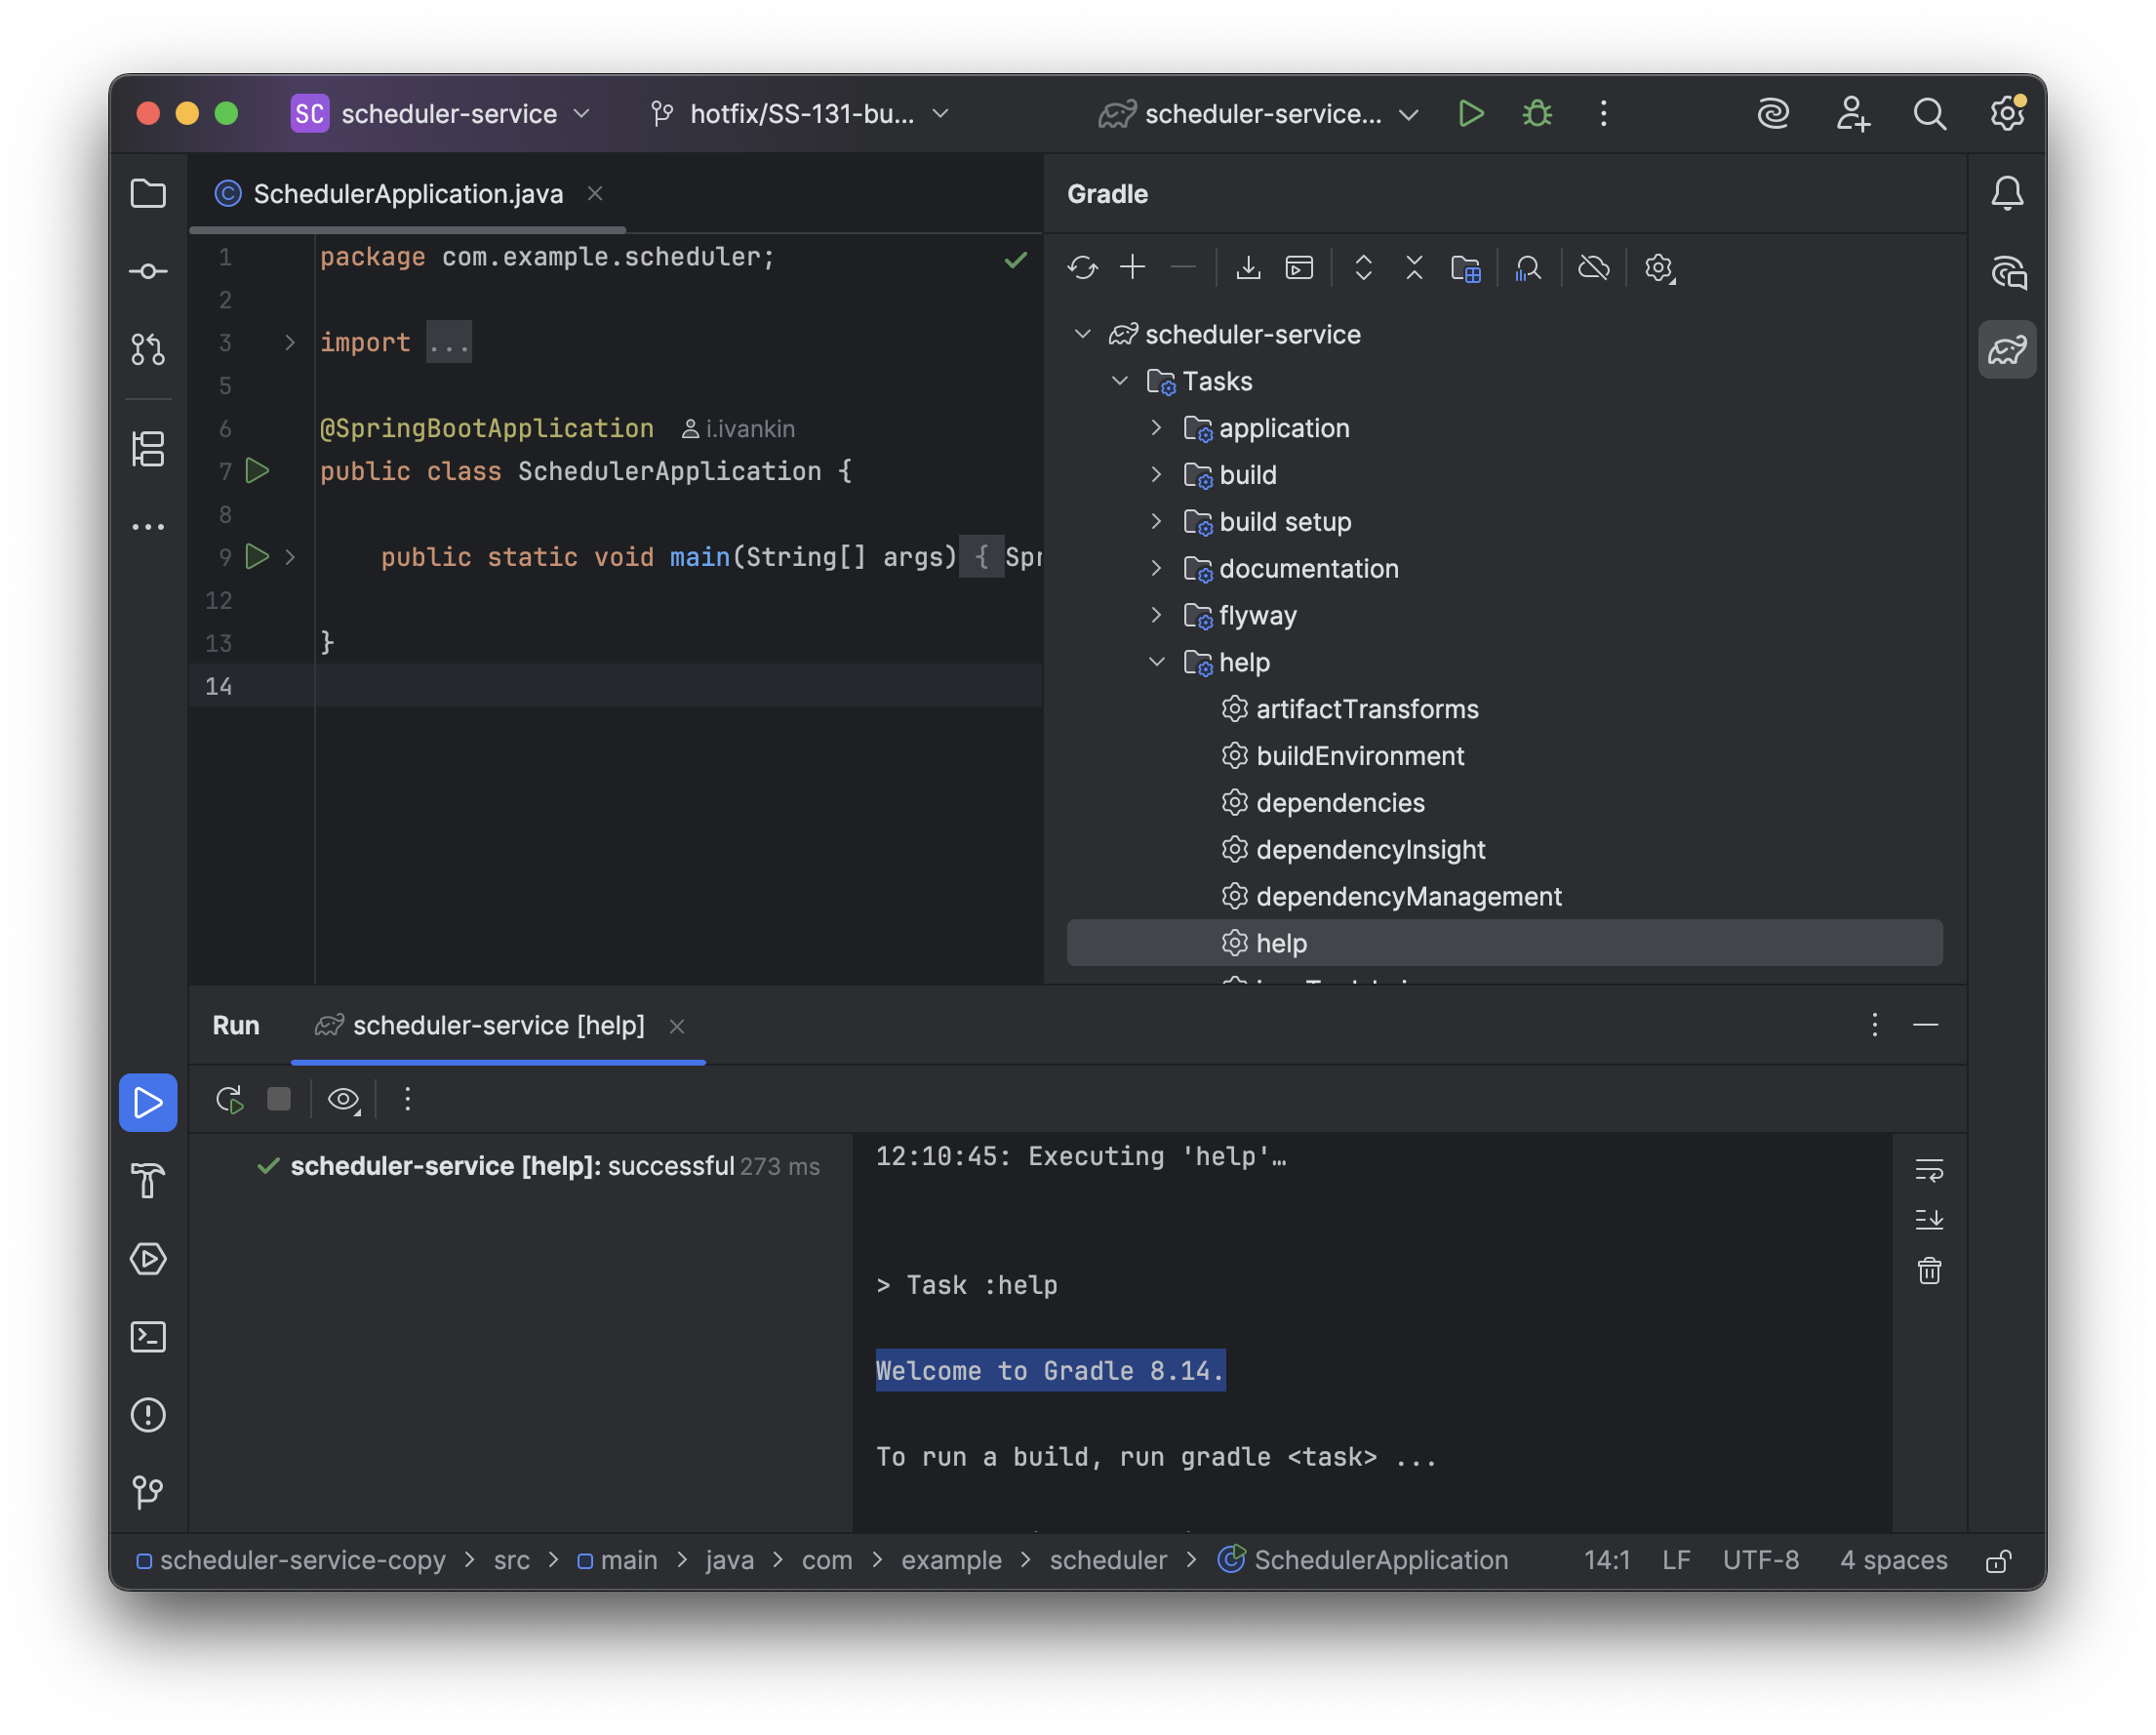 SC scheduler-service
hotfix/SS-131-bu...
scheduler-service...
SchedulerApplication.java
1 package com.example.scheduler;
2
3 import ...
5
6 @SpringBootApplication i.ivankin
7 public class SchedulerApplication {
8
9 public static void main(String[] args) { Spr
12
13 }
14
Gradle
scheduler-service
Tasks
application
build
build setup
documentation
flyway
help
artifactTransforms
buildEnvironment
dependencies
dependencyInsight
dependencyManagement
help
Run
scheduler-service [help]
scheduler-service [help]: successful 273 ms
12:10:45: Executing 'help'…
> Task :help
Welcome to Gradle 8.14.
To run a build, run gradle <task> ...
scheduler-service-copy > src > main > java > com > example > scheduler > SchedulerApplication
14:1 LF UTF-8 4 spaces